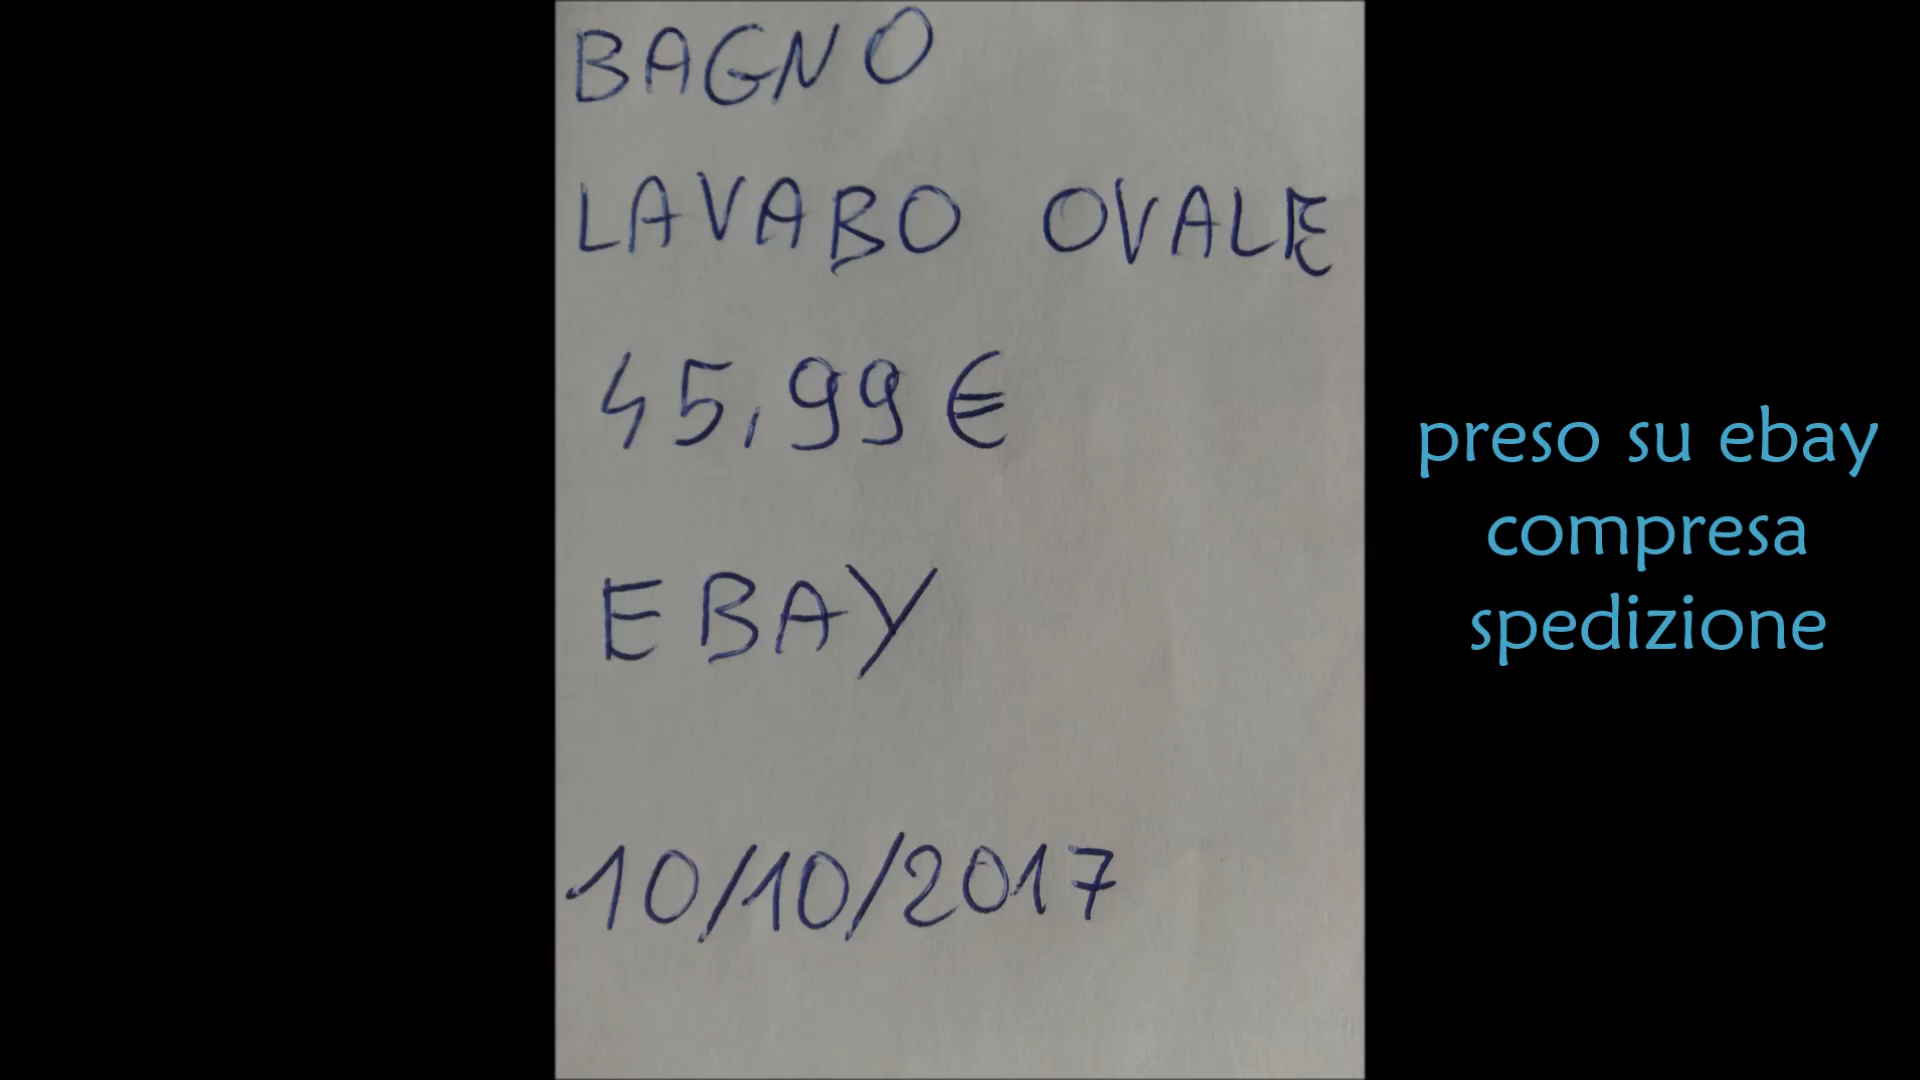 BAGNO
LAVABO OVALE
45,99€
EBAY
10/10/2017
preso su ebay
compresa
spedizione